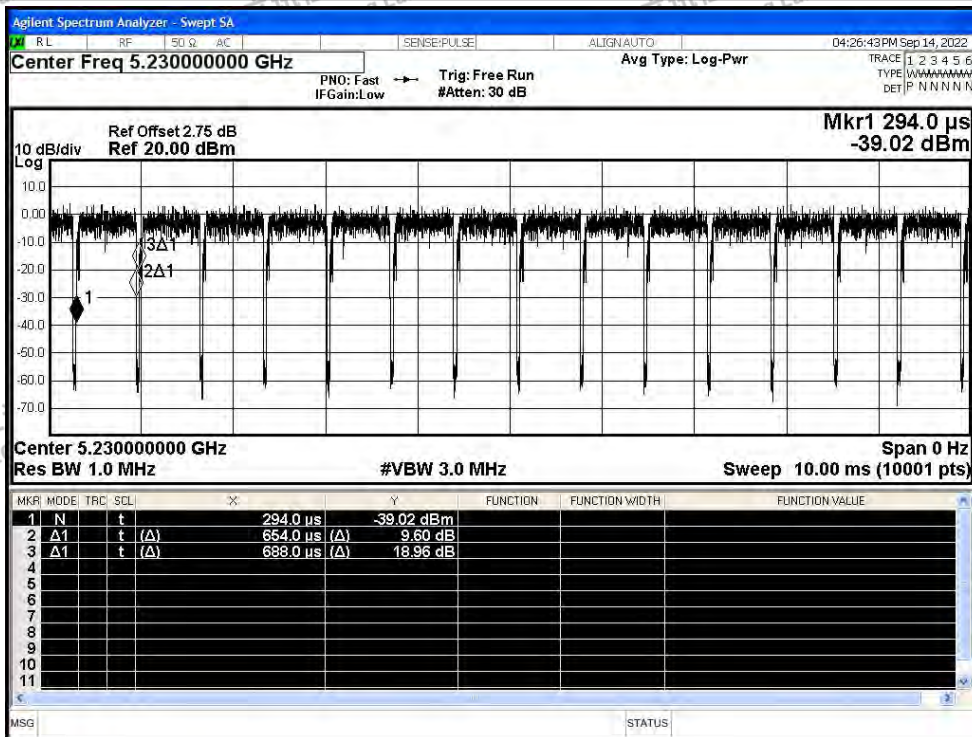 Agilent Spectrum Analyzer - Swept SA
RL RF 50 Ω AC SENSE:PULSE ALIGNAUTO 04:26:43PM Sep 14, 2022
Center Freq 5.230000000 GHz
PNO: Fast
IFGain:Low
Trig: Free Run
#Atten: 30 dB
Avg Type: Log-Pwr
TRACE 1 2 3 4 5 6
TYPE WWWWWW
DET P N N N N N
Mkr1 294.0 µs
-39.02 dBm
10 dB/div
Log
Ref Offset 2.75 dB
Ref 20.00 dBm
10.0
0.00
-10.0
-20.0
-30.0
-40.0
-50.0
-60.0
-70.0
3Δ1
2Δ1
1
Center 5.230000000 GHz Span 0 Hz
Res BW 1.0 MHz #VBW 3.0 MHz Sweep 10.00 ms (10001 pts)
MKR MODE TRC SCL X Y FUNCTION FUNCTION WIDTH FUNCTION VALUE
1 N t 294.0 µs -39.02 dBm
2 Δ1 t (Δ) 654.0 µs (Δ) 9.60 dB
3 Δ1 t (Δ) 688.0 µs (Δ) 18.96 dB
4
5
6
7
8
9
10
11
MSG STATUS